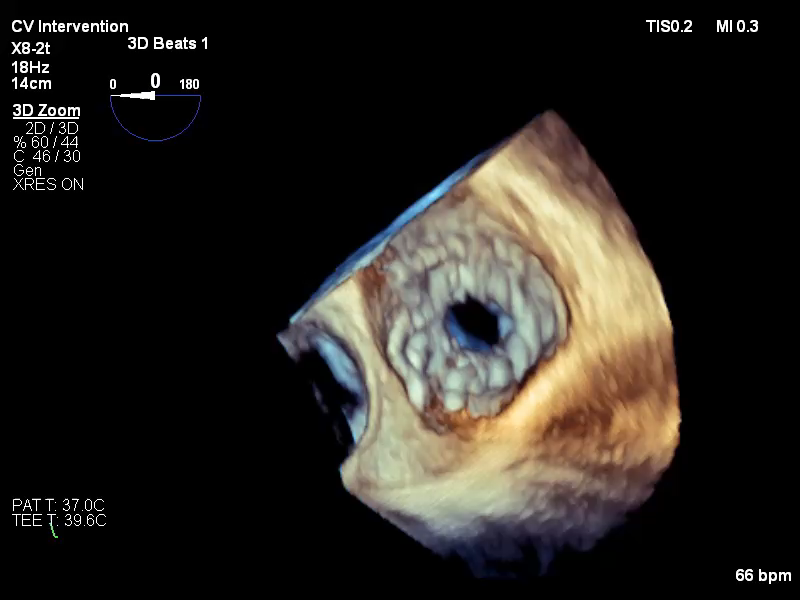 CV Intervention
X8-2t
18Hz
14cm
3D Beats 1
TIS0.2 MI 0.3
0 0 180
3D Zoom
2D / 3D
% 60 / 44
C 46 / 30
Gen
XRES ON
PAT T: 37.0C
TEE T: 39.6C
66 bpm